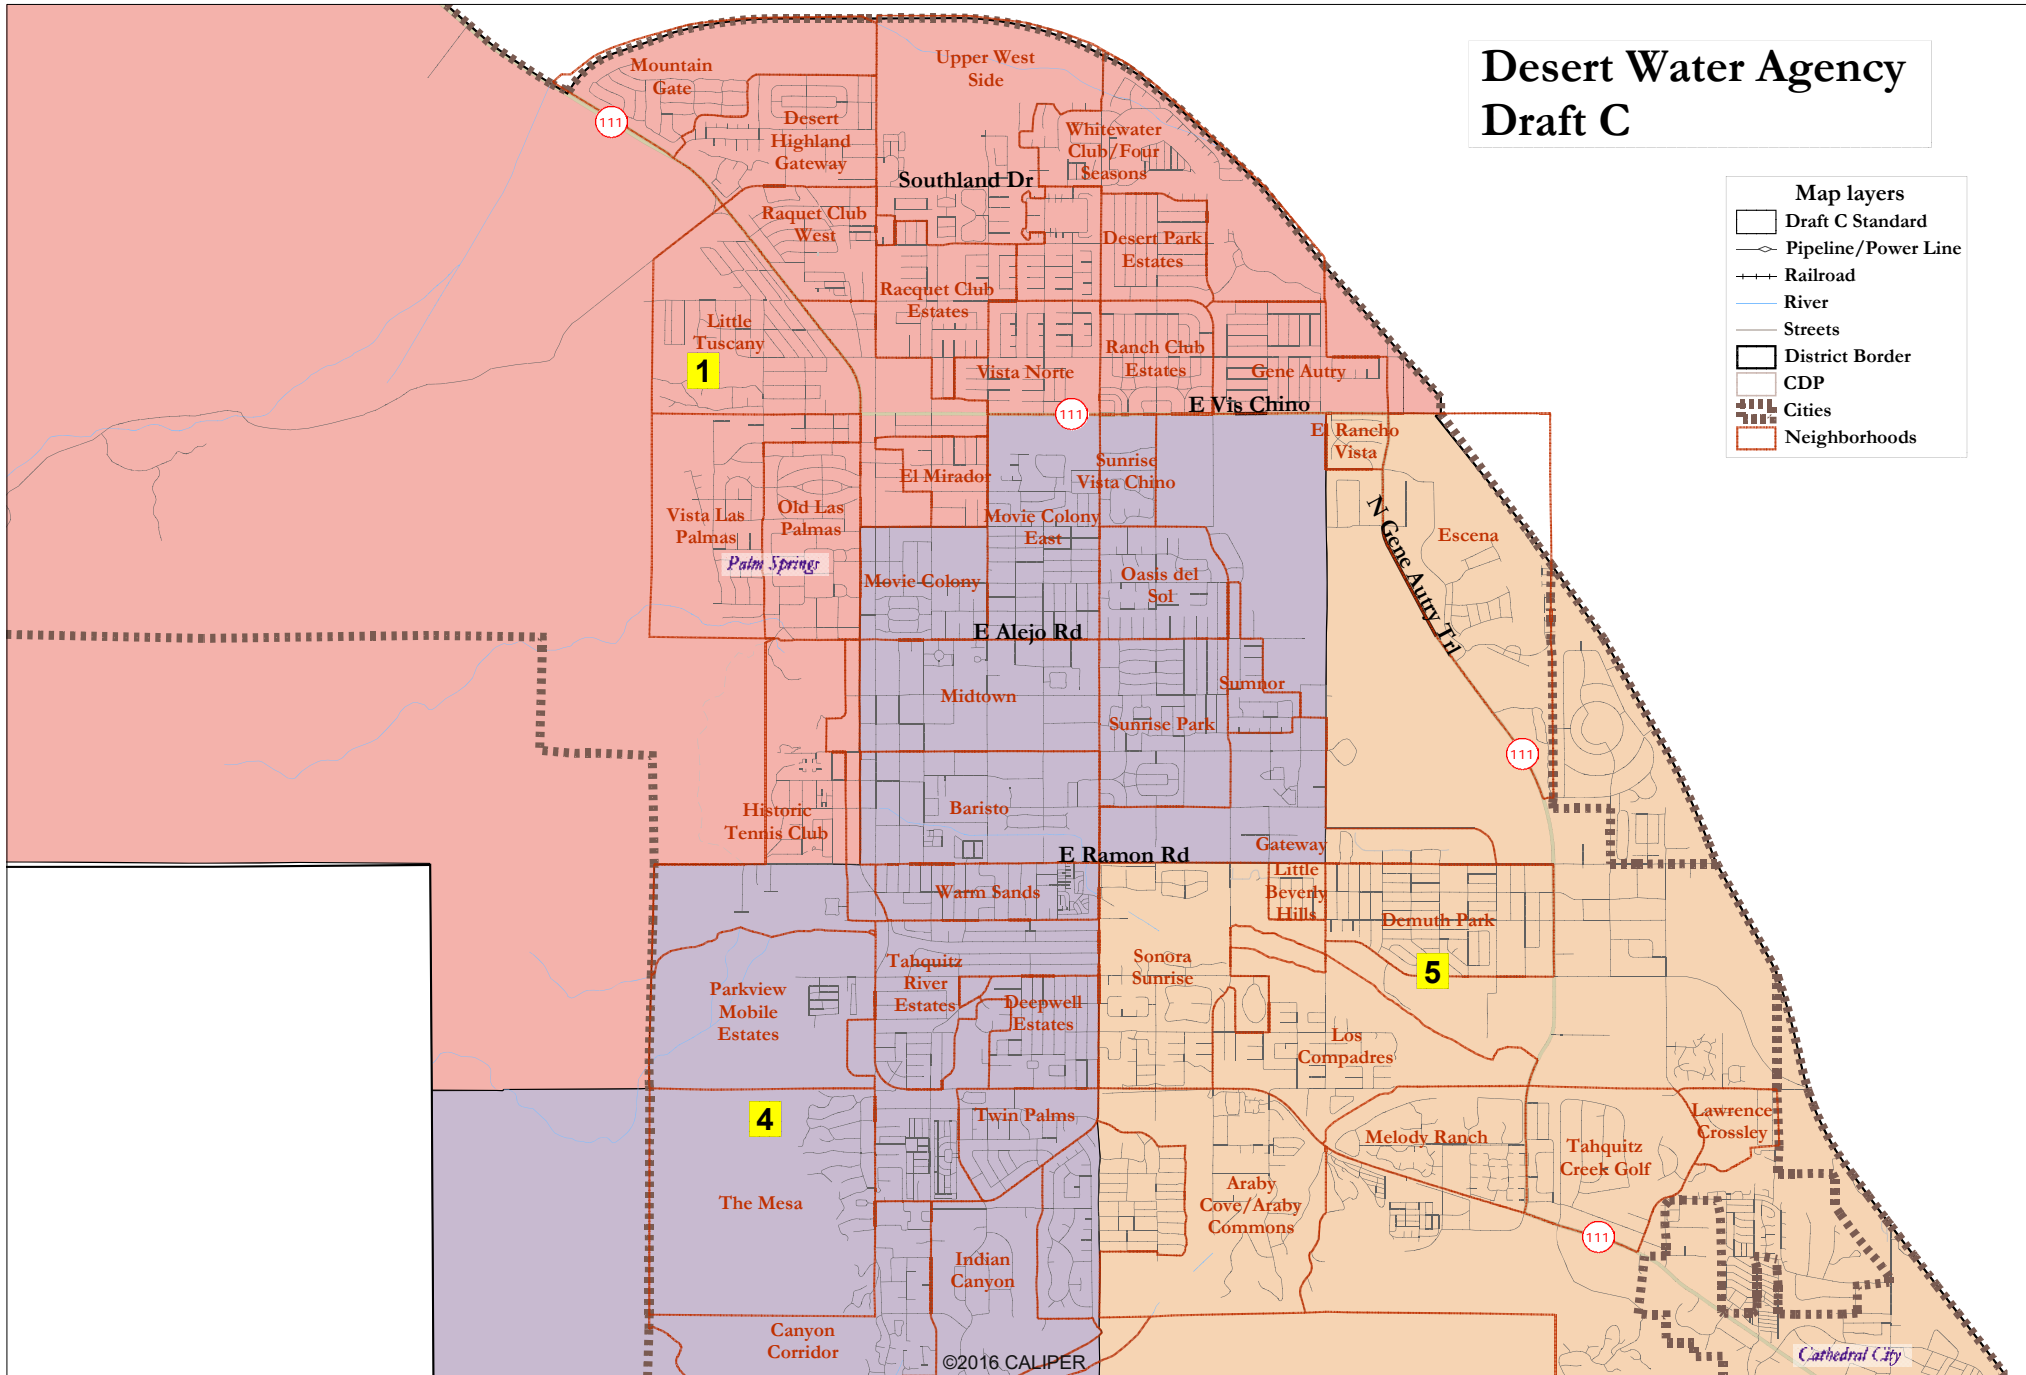 Desert Water Agency
Draft C
Map layers
Draft C Standard
Pipeline/Power Line
Railroad
River
Streets
District Border
CDP
Cities
Neighborhoods
Mountain
Gate
Upper West
Side
111
Desert
Highland
Gateway
Whitewater
Club/Four
Seasons
Southland Dr
Raquet Club
West
Desert Park
Estates
Racquet Club
Estates
Little
Tuscany
1
Vista Norte
Ranch Club
Estates
Gene Autry
E Vis Chino
111
El Rancho
Vista
El Mirador
Sunrise
Vista Chino
Vista Las
Palmas
Old Las
Palmas
Movie Colony
East
N Gene Autry Trl
Escena
Palm Springs
Movie Colony
Oasis del
Sol
E Alejo Rd
Midtown
Sumnor
Sunrise Park
111
Historic
Tennis Club
Baristo
Gateway
E Ramon Rd
Little
Beverly
Hills
Warm Sands
Demuth Park
Tahquitz
River
Estates
Sonora
Sunrise
5
Parkview
Mobile
Estates
Deepwell
Estates
Los
Compadres
4
Twin Palms
Melody Ranch
Lawrence
Crossley
Tahquitz
Creek Golf
The Mesa
Araby
Cove/Araby
Commons
111
Indian
Canyon
Canyon
Corridor
©2016 CALIPER
Cathedral City